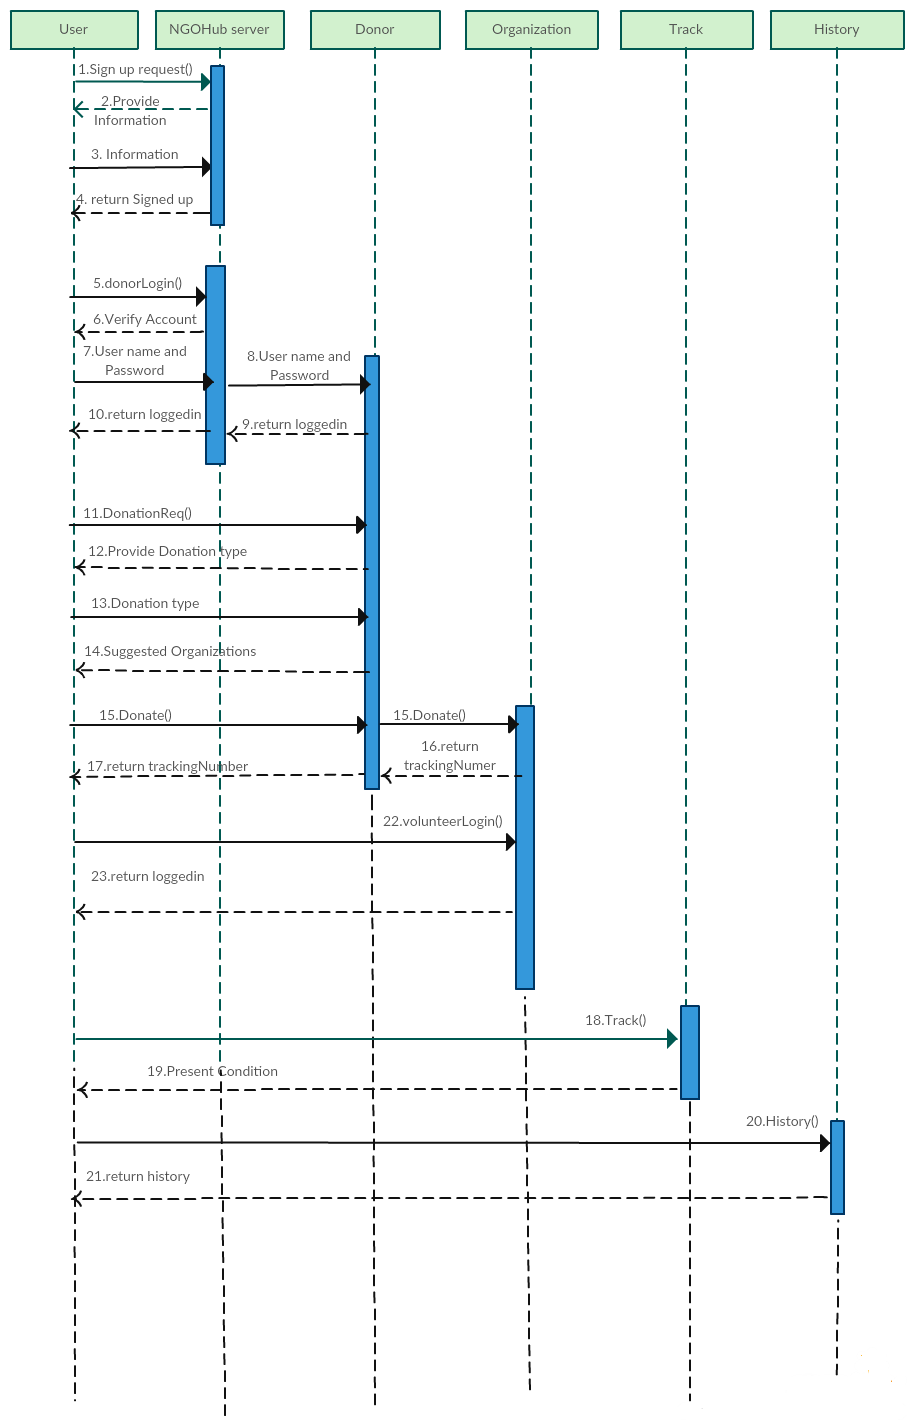 User
NGOHub server
Donor
Organization
Track
History
1.Sign up request()
2.Provide
Information
3. Information
4. return Signed up
5.donorLogin()
6.Verify Account
7.User name and
Password
8.User name and
Password
10.return loggedin
9.return loggedin
11.DonationReq()
12.Provide Donation type
13.Donation type
14.Suggested Organizations
15.Donate()
15.Donate()
16.return
trackingNumer
17.return trackingNumber
22.volunteerLogin()
23.return loggedin
18.Track()
19.Present Condition
20.History()
21.return history